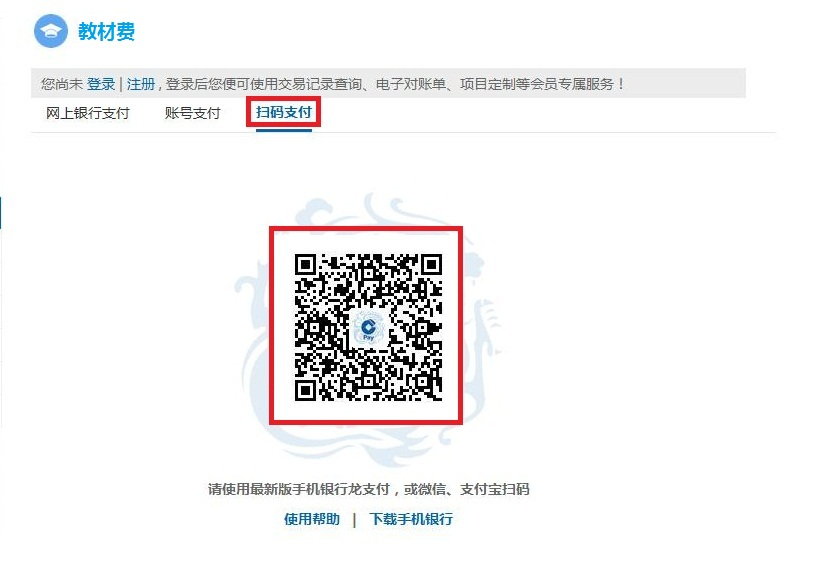 教材费
您尚未 登录 | 注册 , 登录后您便可使用交易记录查询、电子对账单、项目定制等会员专属服务！
网上银行支付 账号支付 扫码支付
Pay
请使用最新版手机银行龙支付，或微信、支付宝扫码
使用帮助 | 下载手机银行